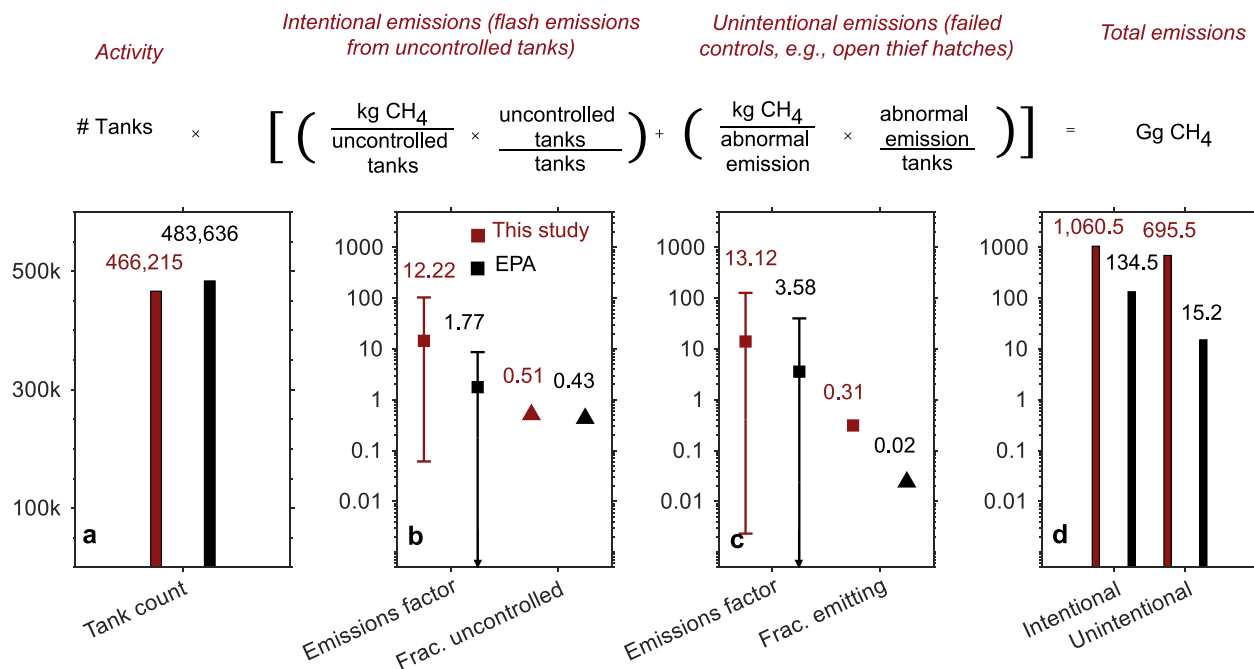 Activity
Intentional emissions (flash emissions
from uncontrolled tanks)
Unintentional emissions (failed
controls, e.g., open thief hatches)
Total emissions
# Tanks × [ ( kg CH4 / uncontrolled tanks × uncontrolled tanks / tanks ) + ( kg CH4 / abnormal emission × abnormal emission / tanks ) ] = Gg CH4
500k
300k
100k
466,215
483,636
a
Tank count
1000
100
10
1
0.1
0.01
This study
EPA
12.22
1.77
0.51
0.43
b
Emissions factor
Frac. uncontrolled
1000
100
10
1
0.1
0.01
13.12
3.58
0.31
0.02
c
Emissions factor
Frac. emitting
1000
100
10
1
0.1
0.01
1,060.5
695.5
134.5
15.2
d
Intentional
Unintentional